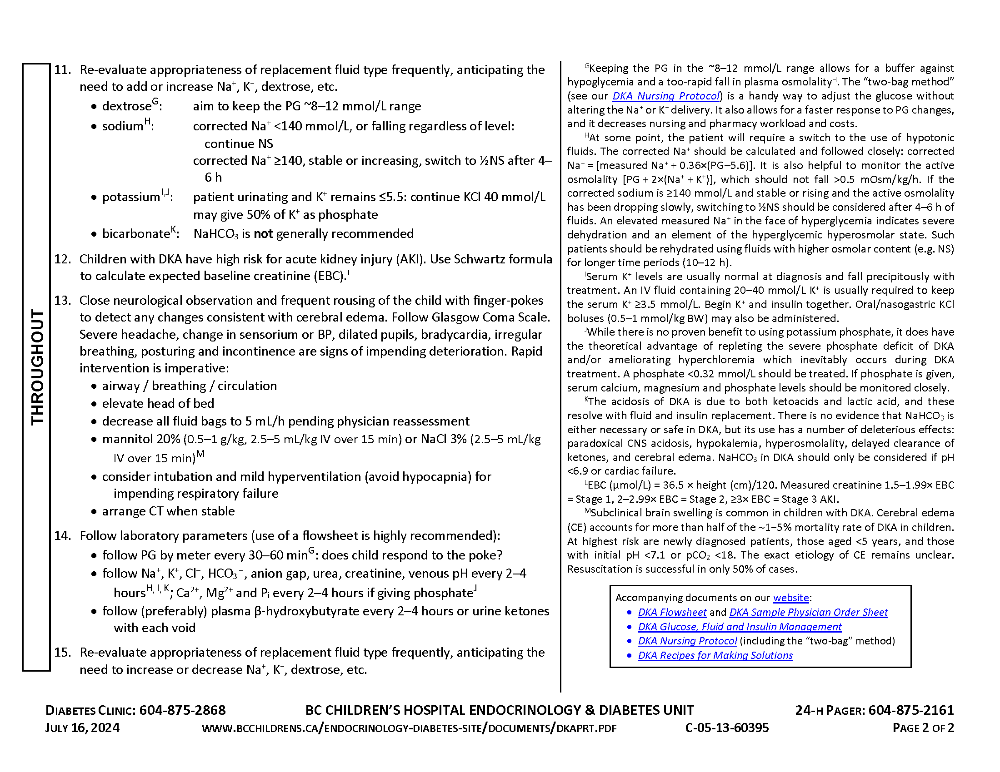 THROUGHOUT
11. Re-evaluate appropriateness of replacement fluid type frequently, anticipating the
need to add or increase Na⁺, K⁺, dextrose, etc.
• dextroseᴳ: aim to keep the PG ~8–12 mmol/L range
• sodiumᴴ: corrected Na⁺ <140 mmol/L, or falling regardless of level:
continue NS
corrected Na⁺ ≥140, stable or increasing, switch to ½NS after 4–
6 h
• potassiumᴵ,ᴶ: patient urinating and K⁺ remains ≤5.5: continue KCl 40 mmol/L
may give 50% of K⁺ as phosphate
• bicarbonateᴷ: NaHCO₃ is not generally recommended
12. Children with DKA have high risk for acute kidney injury (AKI). Use Schwartz formula
to calculate expected baseline creatinine (EBC).ᴸ
13. Close neurological observation and frequent rousing of the child with finger-pokes
to detect any changes consistent with cerebral edema. Follow Glasgow Coma Scale.
Severe headache, change in sensorium or BP, dilated pupils, bradycardia, irregular
breathing, posturing and incontinence are signs of impending deterioration. Rapid
intervention is imperative:
• airway / breathing / circulation
• elevate head of bed
• decrease all fluid bags to 5 mL/h pending physician reassessment
• mannitol 20% (0.5–1 g/kg, 2.5–5 mL/kg IV over 15 min) or NaCl 3% (2.5–5 mL/kg
IV over 15 min)ᴹ
• consider intubation and mild hyperventilation (avoid hypocapnia) for
impending respiratory failure
• arrange CT when stable
14. Follow laboratory parameters (use of a flowsheet is highly recommended):
• follow PG by meter every 30–60 minᴳ: does child respond to the poke?
• follow Na⁺, K⁺, Cl⁻, HCO₃⁻, anion gap, urea, creatinine, venous pH every 2–4
hoursᴴ, ᴵ, ᴷ; Ca²⁺, Mg²⁺ and Pᵢ every 2–4 hours if giving phosphateᴶ
• follow (preferably) plasma β-hydroxybutyrate every 2–4 hours or urine ketones
with each void
15. Re-evaluate appropriateness of replacement fluid type frequently, anticipating the
need to increase or decrease Na⁺, K⁺, dextrose, etc.
ᴳKeeping the PG in the ~8–12 mmol/L range allows for a buffer against
hypoglycemia and a too-rapid fall in plasma osmolalityᴴ. The “two-bag method”
(see our DKA Nursing Protocol) is a handy way to adjust the glucose without
altering the Na⁺ or K⁺ delivery. It also allows for a faster response to PG changes,
and it decreases nursing and pharmacy workload and costs.
ᴴAt some point, the patient will require a switch to the use of hypotonic
fluids. The corrected Na⁺ should be calculated and followed closely: corrected
Na⁺ = [measured Na⁺ + 0.36×(PG–5.6)]. It is also helpful to monitor the active
osmolality [PG + 2×(Na⁺ + K⁺)], which should not fall >0.5 mOsm/kg/h. If the
corrected sodium is ≥140 mmol/L and stable or rising and the active osmolality
has been dropping slowly, switching to ½NS should be considered after 4–6 h of
fluids. An elevated measured Na⁺ in the face of hyperglycemia indicates severe
dehydration and an element of the hyperglycemic hyperosmolar state. Such
patients should be rehydrated using fluids with higher osmolar content (e.g. NS)
for longer time periods (10–12 h).
ᴵSerum K⁺ levels are usually normal at diagnosis and fall precipitously with
treatment. An IV fluid containing 20–40 mmol/L K⁺ is usually required to keep
the serum K⁺ ≥3.5 mmol/L. Begin K⁺ and insulin together. Oral/nasogastric KCl
boluses (0.5–1 mmol/kg BW) may also be administered.
ᴶWhile there is no proven benefit to using potassium phosphate, it does have
the theoretical advantage of repleting the severe phosphate deficit of DKA
and/or ameliorating hyperchloremia which inevitably occurs during DKA
treatment. A phosphate <0.32 mmol/L should be treated. If phosphate is given,
serum calcium, magnesium and phosphate levels should be monitored closely.
ᴷThe acidosis of DKA is due to both ketoacids and lactic acid, and these
resolve with fluid and insulin replacement. There is no evidence that NaHCO₃ is
either necessary or safe in DKA, but its use has a number of deleterious effects:
paradoxical CNS acidosis, hypokalemia, hyperosmolality, delayed clearance of
ketones, and cerebral edema. NaHCO₃ in DKA should only be considered if pH
<6.9 or cardiac failure.
ᴸEBC (µmol/L) = 36.5 × height (cm)/120. Measured creatinine 1.5–1.99× EBC
= Stage 1, 2–2.99× EBC = Stage 2, ≥3× EBC = Stage 3 AKI.
ᴹSubclinical brain swelling is common in children with DKA. Cerebral edema
(CE) accounts for more than half of the ~1–5% mortality rate of DKA in children.
At highest risk are newly diagnosed patients, those aged <5 years, and those
with initial pH <7.1 or pCO₂ <18. The exact etiology of CE remains unclear.
Resuscitation is successful in only 50% of cases.
Accompanying documents on our website:
• DKA Flowsheet and DKA Sample Physician Order Sheet
• DKA Glucose, Fluid and Insulin Management
• DKA Nursing Protocol (including the “two-bag” method)
• DKA Recipes for Making Solutions
DIABETES CLINIC: 604-875-2868 BC CHILDREN’S HOSPITAL ENDOCRINOLOGY & DIABETES UNIT 24-H PAGER: 604-875-2161
JULY 16, 2024 WWW.BCCHILDRENS.CA/ENDOCRINOLOGY-DIABETES-SITE/DOCUMENTS/DKAPRT.PDF C-05-13-60395 PAGE 2 OF 2